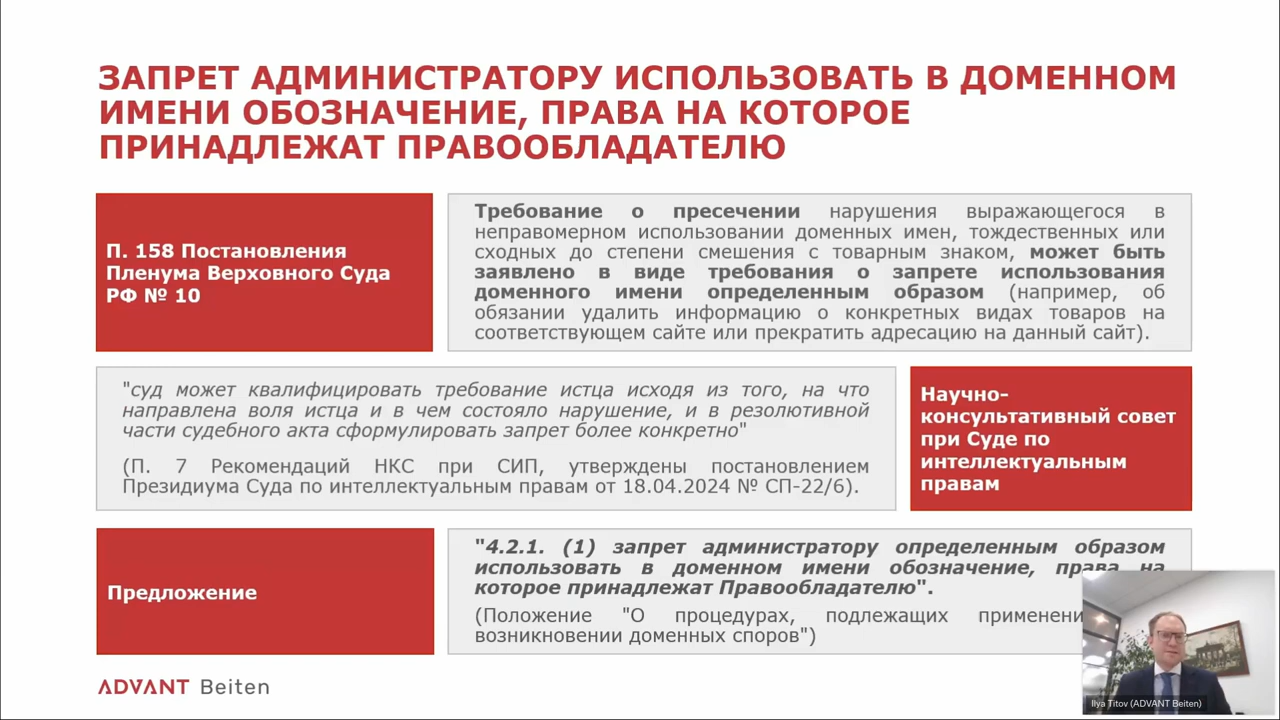 ЗАПРЕТ АДМИНИСТРАТОРУ ИСПОЛЬЗОВАТЬ В ДОМЕННОМ
ИМЕНИ ОБОЗНАЧЕНИЕ, ПРАВА НА КОТОРОЕ
ПРИНАДЛЕЖАТ ПРАВООБЛАДАТЕЛЮ
П. 158 Постановления
Пленума Верховного Суда
РФ № 10
Требование о пресечении нарушения выражающегося в
неправомерном использовании доменных имен, тождественных или
сходных до степени смешения с товарным знаком, может быть
заявлено в виде требования о запрете использования
доменного имени определенным образом (например, об
обязании удалить информацию о конкретных видах товаров на
соответствующем сайте или прекратить адресацию на данный сайт).
"суд может квалифицировать требование истца исходя из того, на что
направлена воля истца и в чем состояло нарушение, и в резолютивной
части судебного акта сформулировать запрет более конкретно"
(П. 7 Рекомендаций НКС при СИП, утверждены постановлением
Президиума Суда по интеллектуальным правам от 18.04.2024 № СП-22/6).
Научно-
консультативный совет
при Суде по
интеллектуальным
правам
Предложение
"4.2.1. (1) запрет администратору определенным образом
использовать в доменном имени обозначение, права на
которое принадлежат Правообладателю".
(Положение "О процедурах, подлежащих применени
возникновении доменных споров")
ADVANT Beiten
Ilya Titov (ADVANT Beiten)